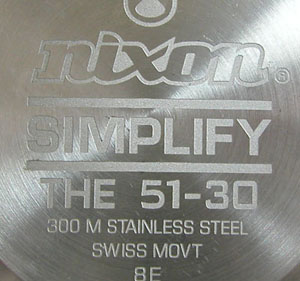 nixon®
SIMPLIFY
THE 51-30
300 M STAINLESS STEEL
SWISS MOVT
8E